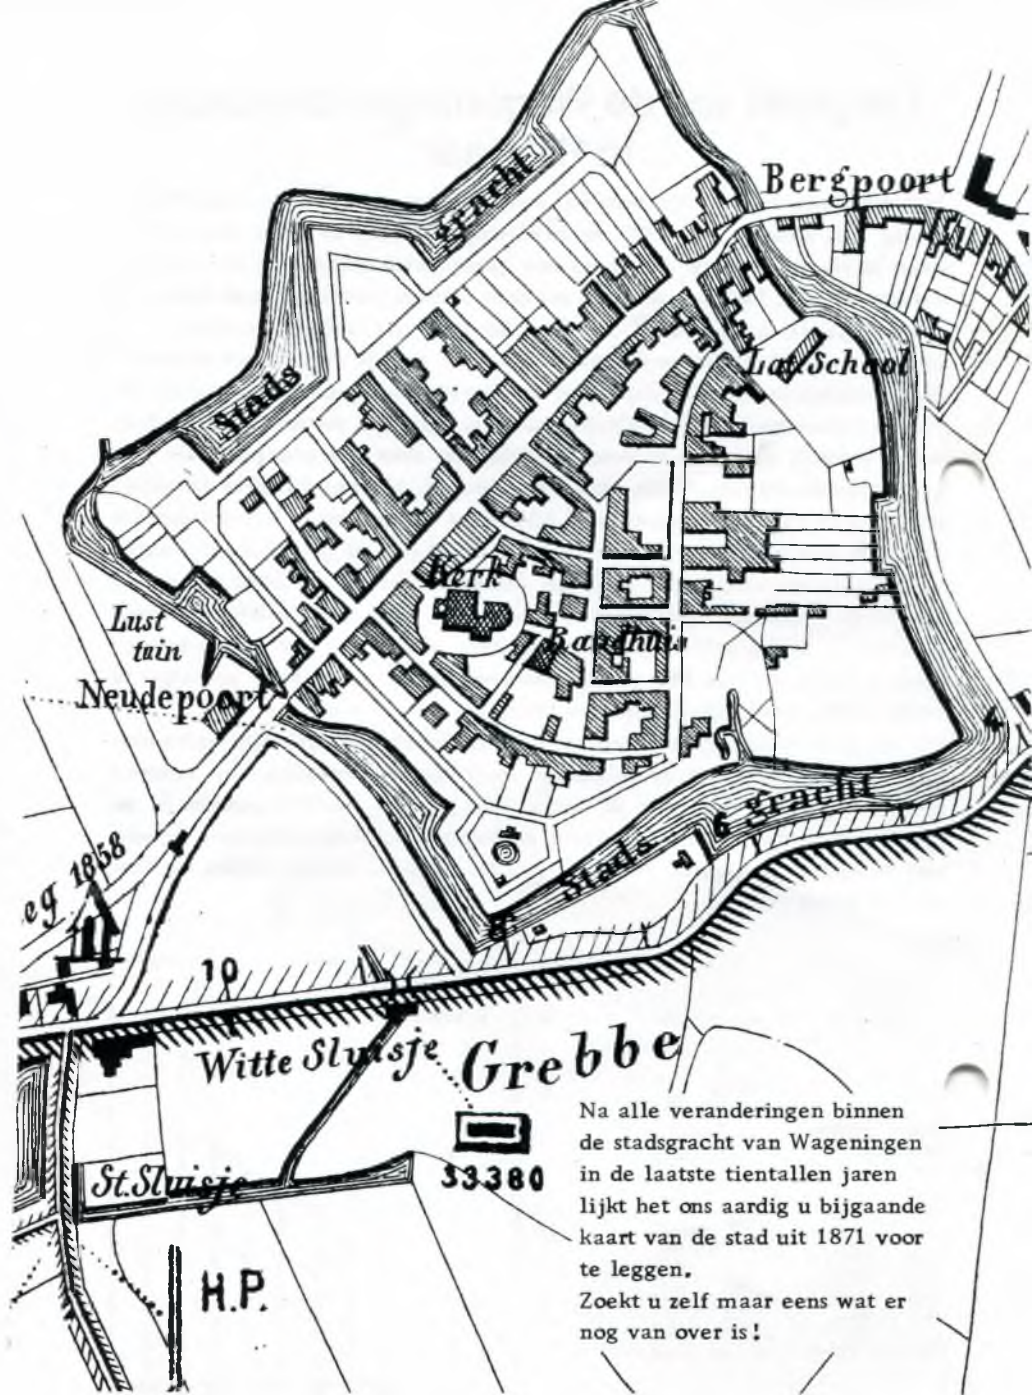 Bergpoort
Stads gracht
Lat. School
Kerk
Raadhuis
Lust
tuin
Neudepoort
4
6
Stads gracht
8
1858
10
11
Witte Sluisje
Grebbe
33380
St. Sluisje
H.P.
Na alle veranderingen binnen
de stadsgracht van Wageningen
in de laatste tientallen jaren
lijkt het ons aardig u bijgaande
kaart van de stad uit 1871 voor
te leggen.
Zoekt u zelf maar eens wat er
nog van over is!